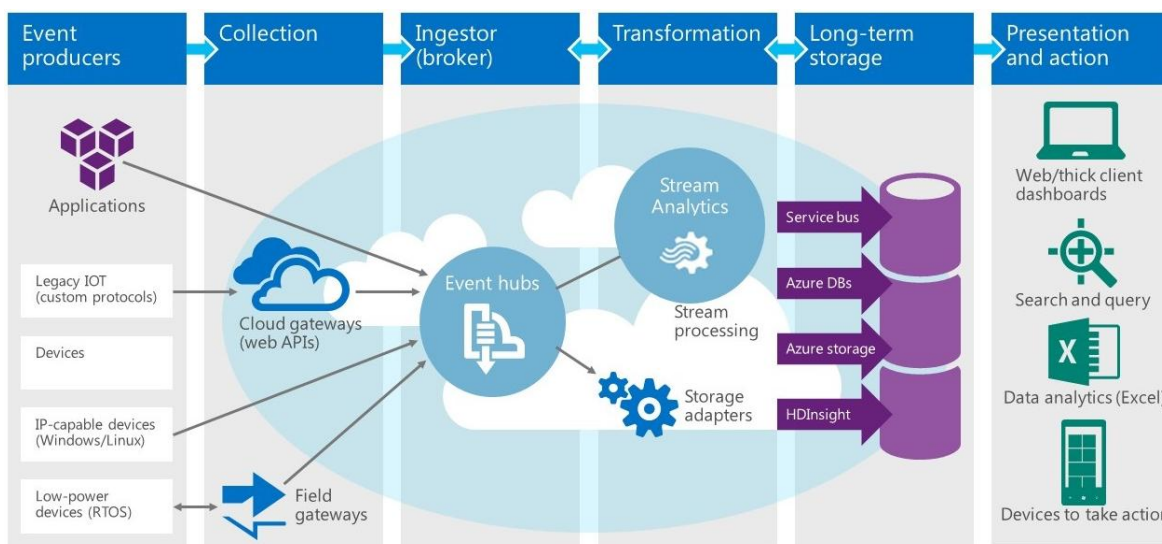 Event
producers
Collection
Ingestor
(broker)
Transformation
Long-term
storage
Presentation
and action
Applications
Legacy IOT
(custom protocols)
Devices
IP-capable devices
(Windows/Linux)
Low-power
devices (RTOS)
Cloud gateways
(web APIs)
Field
gateways
Event hubs
Stream
Analytics
Stream
processing
Storage
adapters
Service bus
Azure DBs
Azure storage
HDInsight
Web/thick client
dashboards
Search and query
X
Data analytics (Excel)
Devices to take action